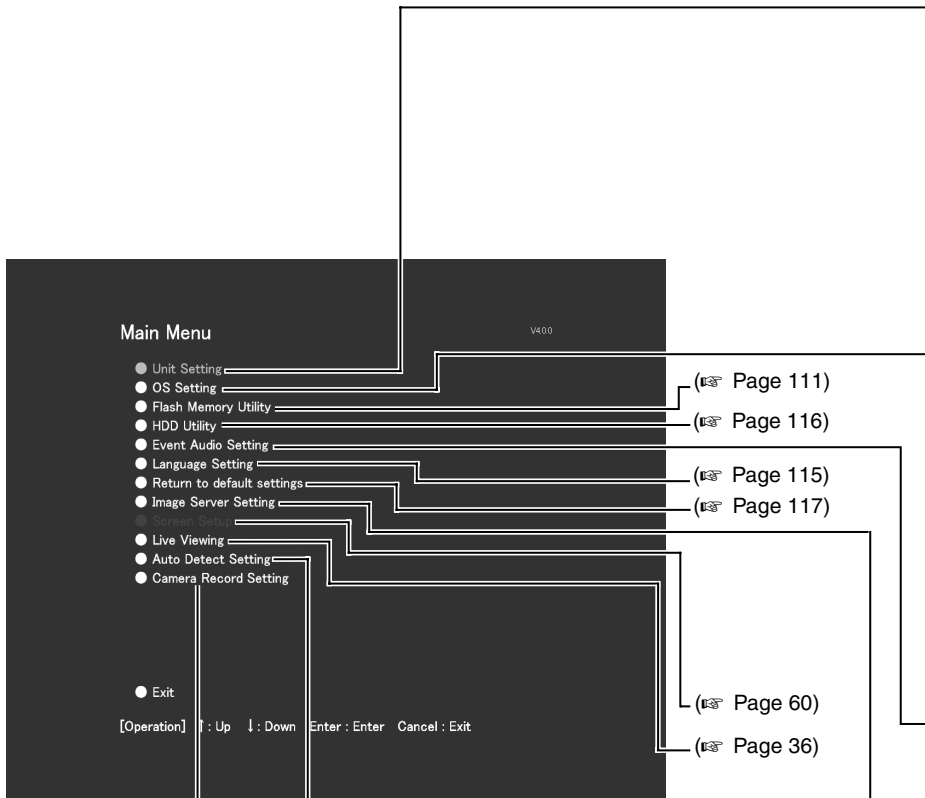 Main Menu
V4.0.0
Unit Setting
OS Setting
Flash Memory Utility
(☞ Page 111)
HDD Utility
(☞ Page 116)
Event Audio Setting
Language Setting
(☞ Page 115)
Return to default settings
(☞ Page 117)
Image Server Setting
Screen Setup
Live Viewing
Auto Detect Setting
Camera Record Setting
Exit
(☞ Page 60)
[Operation] ↑: Up ↓: Down Enter : Enter Cancel : Exit
(☞ Page 36)